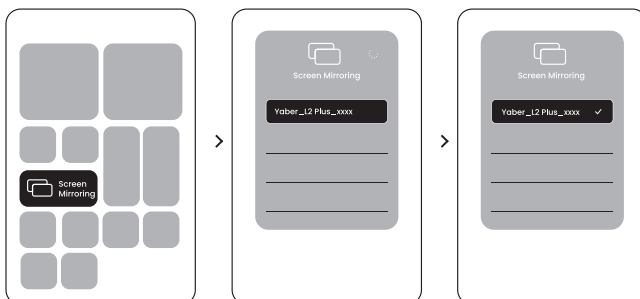 Screen
Mirroring
Screen Mirroring
Yaber_L2 Plus_xxxx
Screen Mirroring
Yaber_L2 Plus_xxxx